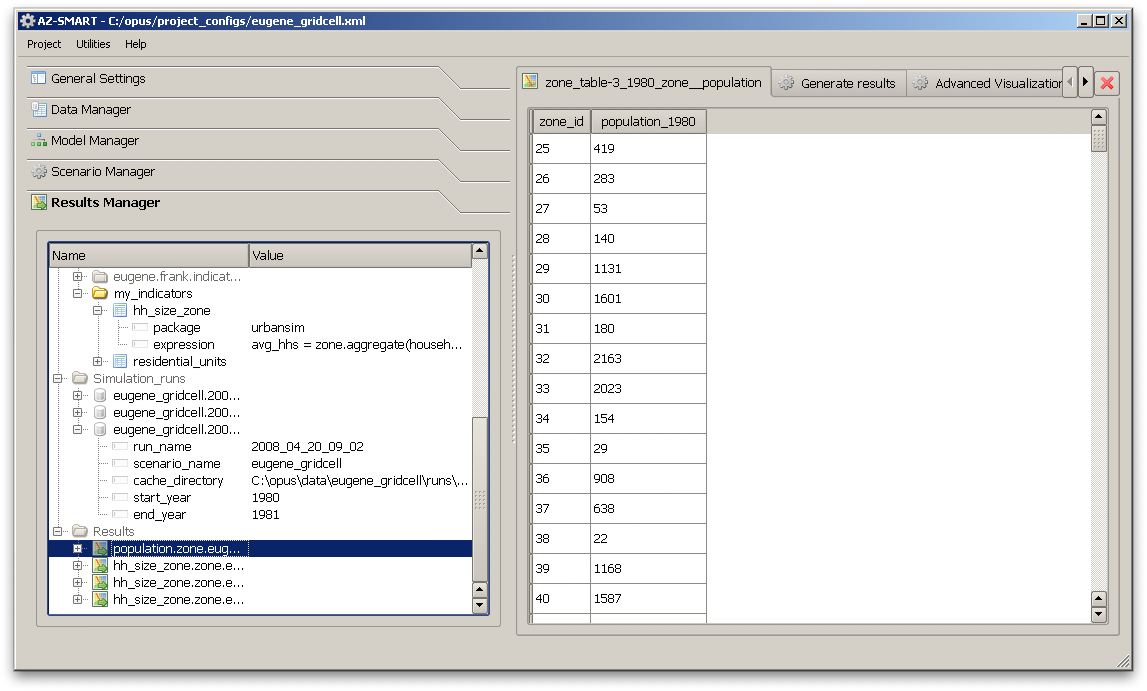 AZ-SMART - C:/opus/project_configs/eugene_gridcell.xml
Project Utilities Help
General Settings
Data Manager
Model Manager
Scenario Manager
Results Manager
Name Value
eugene.frank.indicat...
my_indicators
hh_size_zone
package urbansim
expression avg_hhs = zone.aggregate(househ...
residential_units
Simulation_runs
eugene_gridcell.200...
eugene_gridcell.200...
eugene_gridcell.200...
run_name 2008_04_20_09_02
scenario_name eugene_gridcell
cache_directory C:\opus\data\eugene_gridcell\runs\...
start_year 1980
end_year 1981
Results
population.zone.eug...
hh_size_zone.zone.e...
hh_size_zone.zone.e...
hh_size_zone.zone.e...
zone_table-3_1980_zone__population Generate results Advanced Visualization
zone_id population_1980
25 419
26 283
27 53
28 140
29 1131
30 1601
31 180
32 2163
33 2023
34 154
35 29
36 908
37 638
38 22
39 1168
40 1587